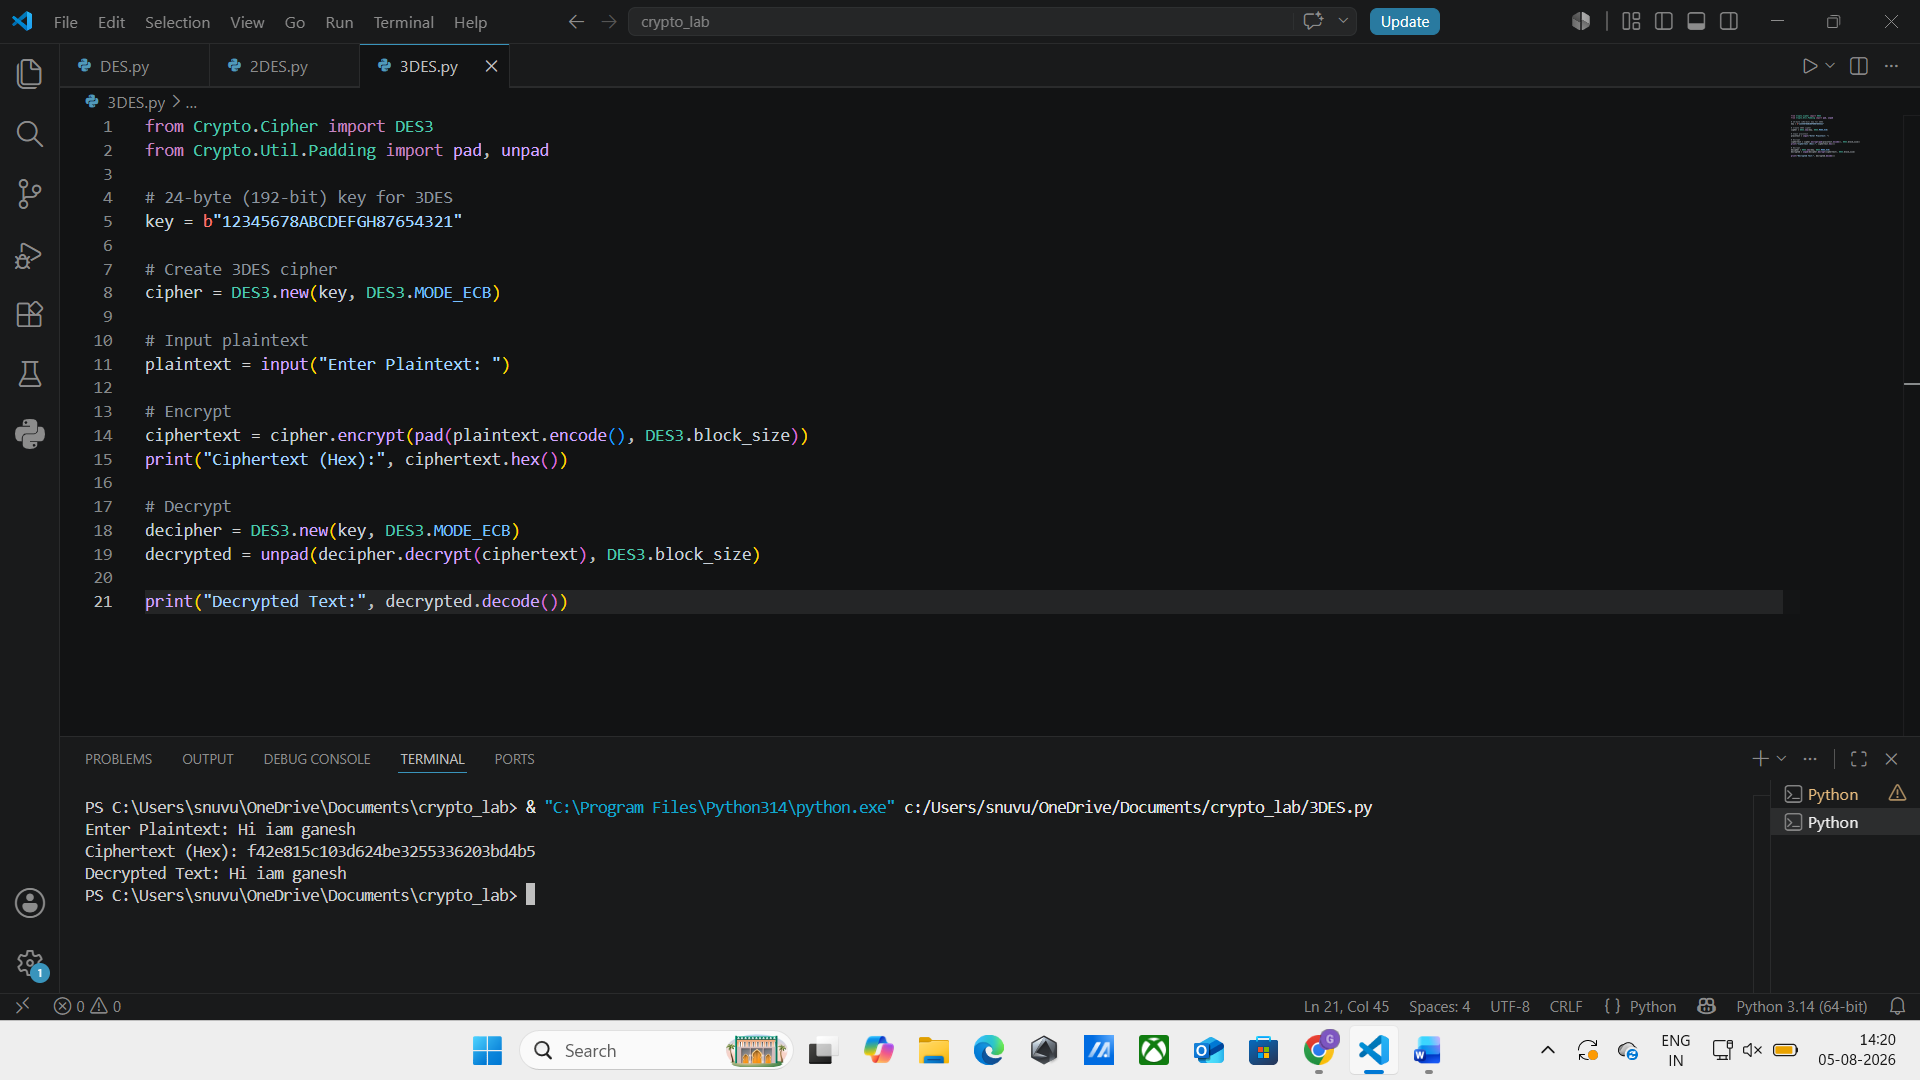 File Edit Selection View Go Run Terminal Help
crypto_lab
Update
DES.py
2DES.py
3DES.py
3DES.py > ...
1 from Crypto.Cipher import DES3
2 from Crypto.Util.Padding import pad, unpad
3
4 # 24-byte (192-bit) key for 3DES
5 key = b"12345678ABCDEFGH87654321"
6
7 # Create 3DES cipher
8 cipher = DES3.new(key, DES3.MODE_ECB)
9
10 # Input plaintext
11 plaintext = input("Enter Plaintext: ")
12
13 # Encrypt
14 ciphertext = cipher.encrypt(pad(plaintext.encode(), DES3.block_size))
15 print("Ciphertext (Hex):", ciphertext.hex())
16
17 # Decrypt
18 decipher = DES3.new(key, DES3.MODE_ECB)
19 decrypted = unpad(decipher.decrypt(ciphertext), DES3.block_size)
20
21 print("Decrypted Text:", decrypted.decode())
PROBLEMS OUTPUT DEBUG CONSOLE TERMINAL PORTS
PS C:\Users\snuvu\OneDrive\Documents\crypto_lab> & "C:\Program Files\Python314\python.exe" c:/Users/snuvu/OneDrive/Documents/crypto_lab/3DES.py
Enter Plaintext: Hi iam ganesh
Ciphertext (Hex): f42e815c103d624be3255336203bd4b5
Decrypted Text: Hi iam ganesh
PS C:\Users\snuvu\OneDrive\Documents\crypto_lab>
Python
Python
1
0 0
Ln 21, Col 45 Spaces: 4 UTF-8 CRLF {} Python Python 3.14 (64-bit)
Search
G
ENG
IN
14:20
05-08-2026